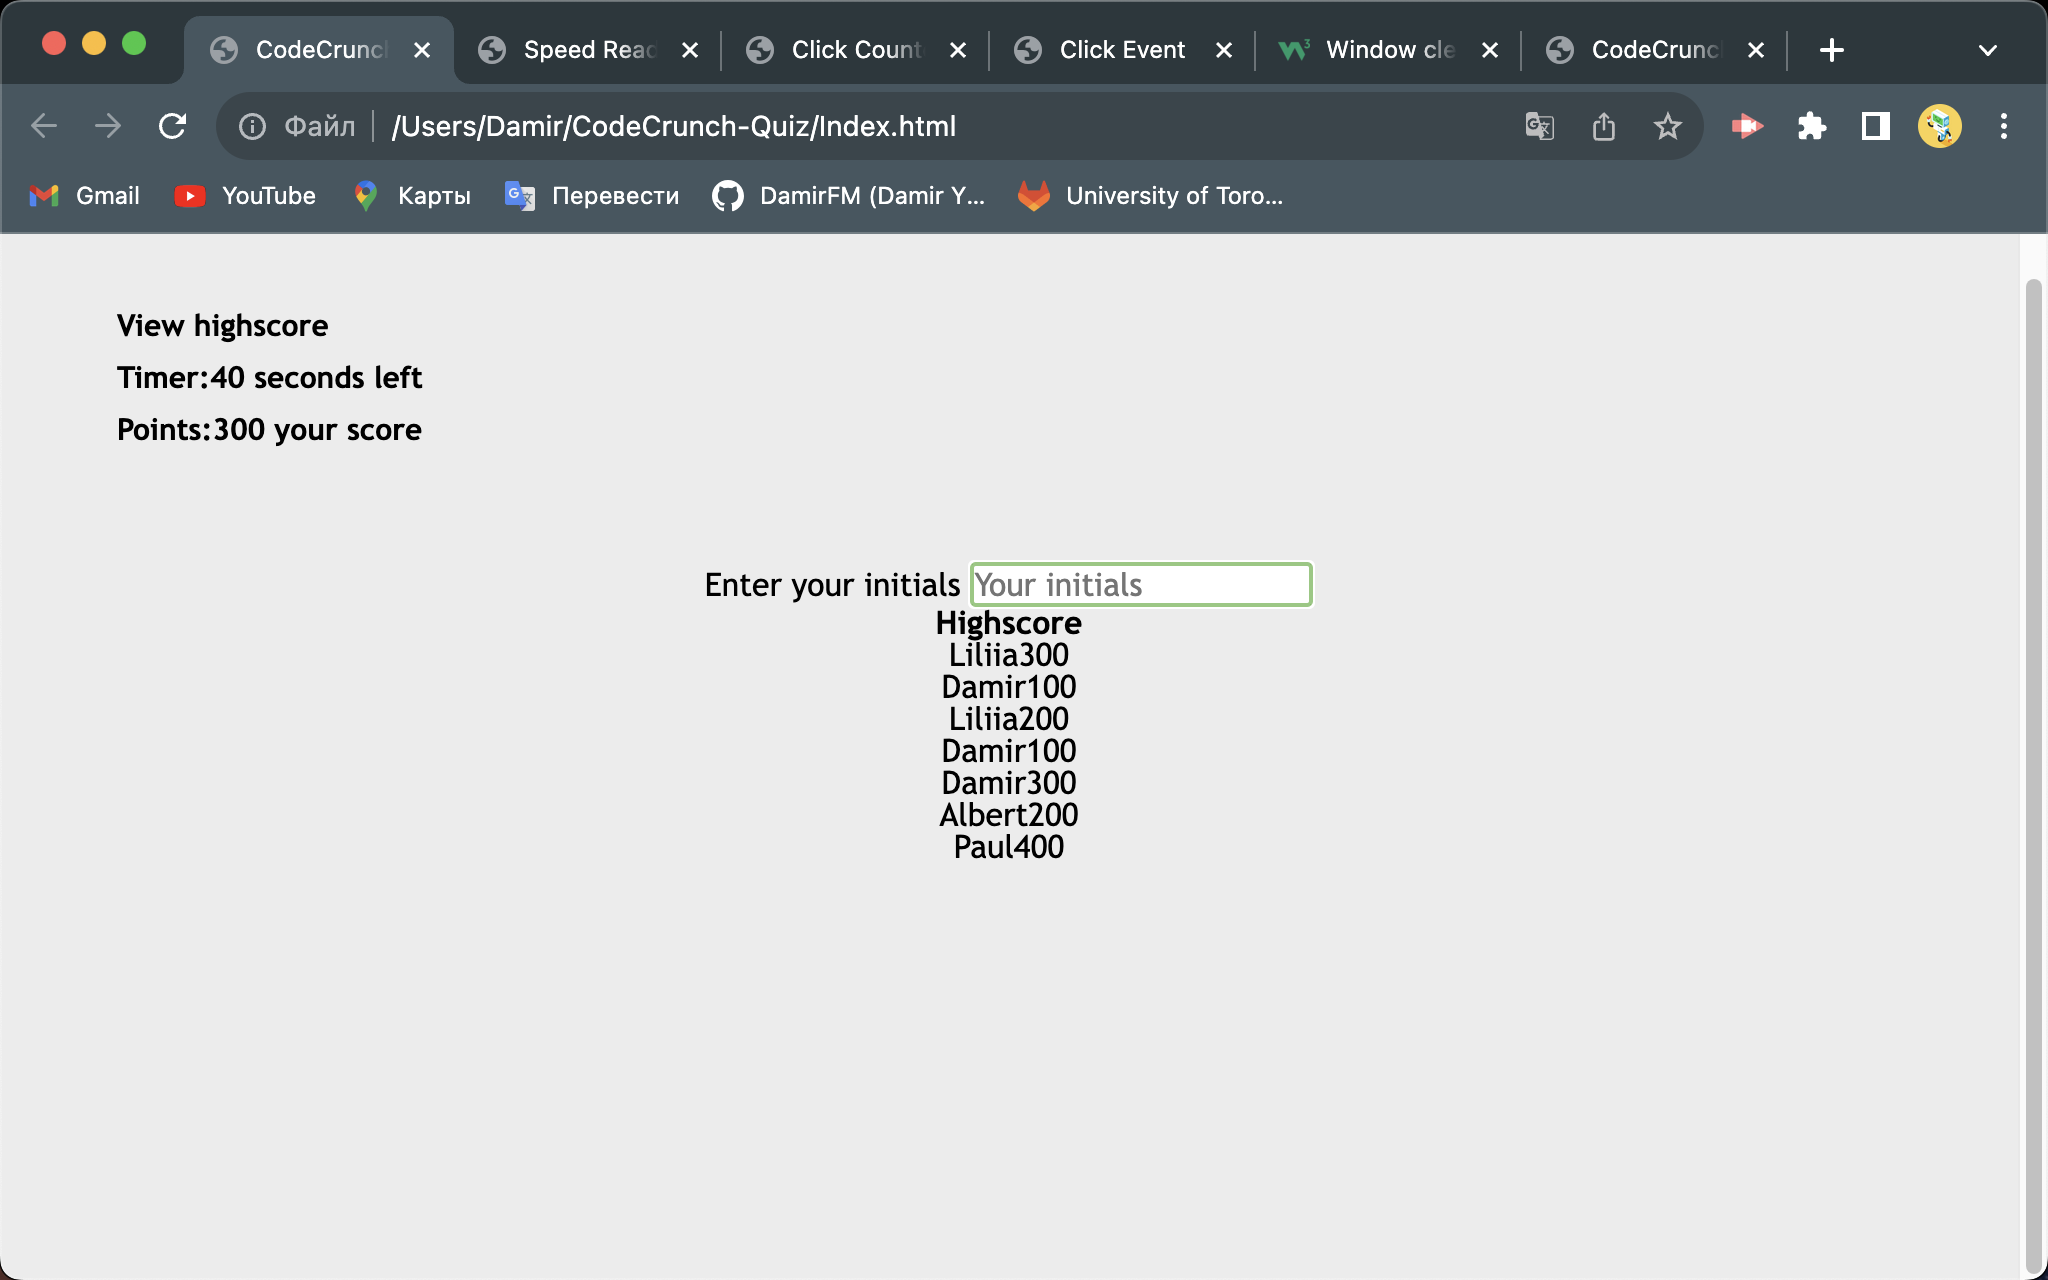 CodeCrunch
Speed Read
Click Count
Click Event
Window cle
CodeCrunc
Файл
/Users/Damir/CodeCrunch-Quiz/Index.html
Gmail
YouTube
Карты
Перевести
DamirFM (Damir Y...
University of Toro...
View highscore
Timer:40 seconds left
Points:300 your score
Enter your initials Your initials
Highscore
Liliia300
Damir100
Liliia200
Damir100
Damir300
Albert200
Paul400